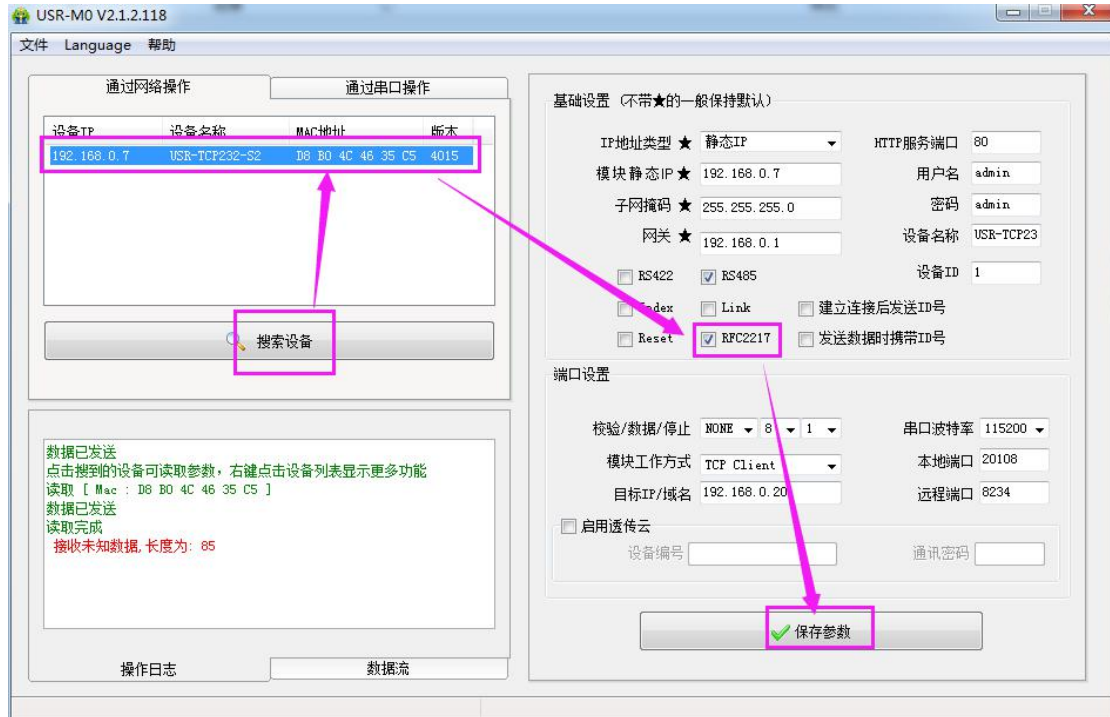 USR-M0 V2.1.2.118
文件 Language 帮助
通过网络操作 通过串口操作
设备IP 设备名称 MAC地址 版本
192.168.0.7 USR-TCP232-S2 D8 B0 4C 46 35 C5 4015
搜索设备
数据已发送
点击搜到的设备可读取参数，右键点击设备列表显示更多功能
读取 [ Mac : D8 B0 4C 46 35 C5 ]
数据已发送
读取完成
接收未知数据,长度为: 85
操作日志 数据流
基础设置 (不带★的一般保持默认)
IP地址类型 ★ 静态IP HTTP服务端口 80
模块静态IP★ 192.168.0.7 用户名 admin
子网掩码 ★ 255.255.255.0 密码 admin
网关 ★ 192.168.0.1 设备名称 USR-TCP23
RS422 RS485 设备ID 1
Index Link 建立连接后发送ID号
Reset RFC2217 发送数据时携带ID号
端口设置
校验/数据/停止 NONE 8 1 串口波特率 115200
模块工作方式 TCP Client 本地端口 20108
目标IP/域名 192.168.0.20 远程端口 8234
启用透传云
设备编号 通讯密码
保存参数